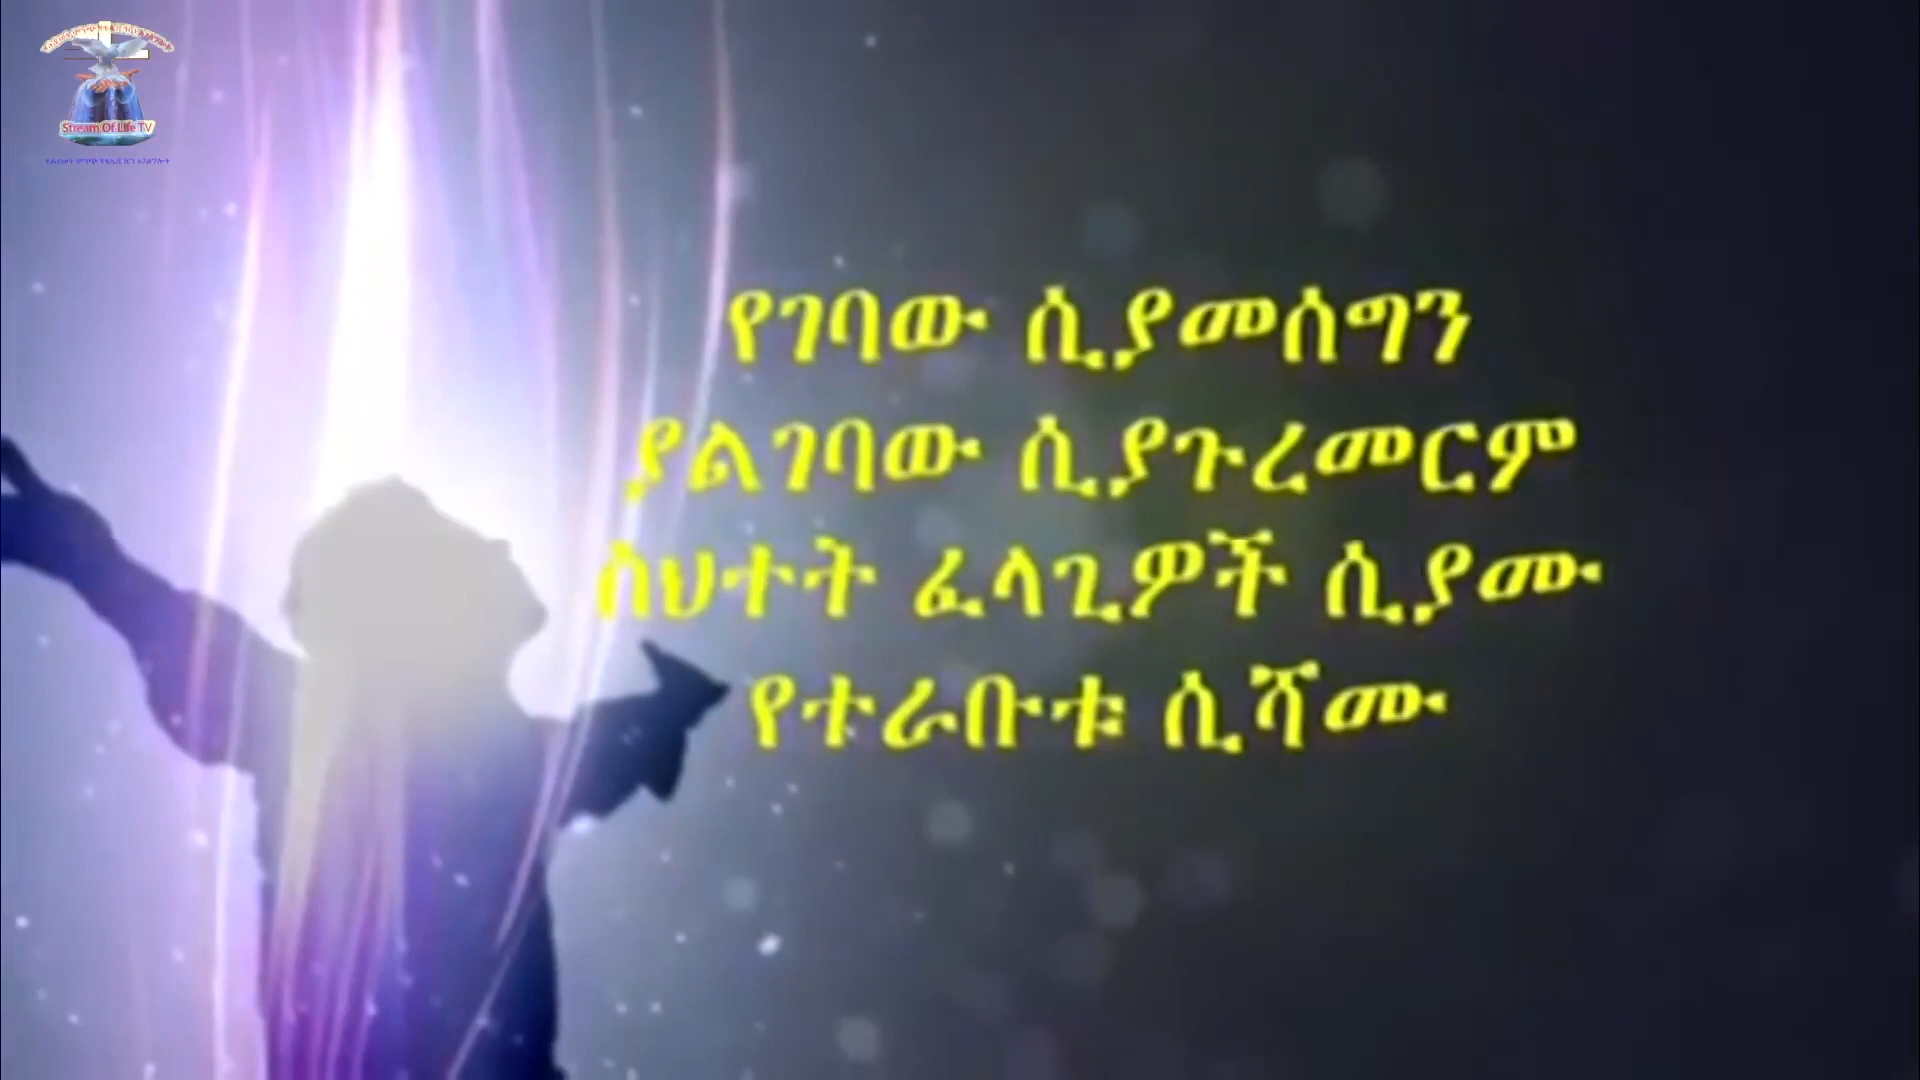 Stream Of Life TV
የገባው ሲያመሰግን
ያልገባው ሲያጉረመርም
ስህተት ፈላጊዎች ሲያሙ
የተራቡቱ ሲሻሙ